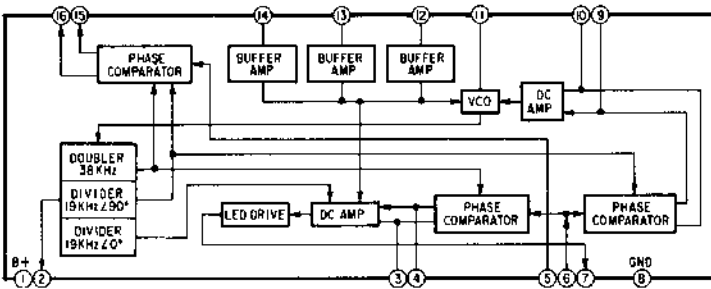 16 15 14 13 12 11 10 9
PHASE
COMPARATOR
BUFFER
AMP
BUFFER
AMP
BUFFER
AMP
VCO
DC
AMP
DOUBLER
38KHz
DIVIDER
19KHz∠90°
DIVIDER
19KHz∠0°
LED DRIVE
DC AMP
PHASE
COMPARATOR
PHASE
COMPARATOR
B+
GND
1 2 3 4 5 6 7 8